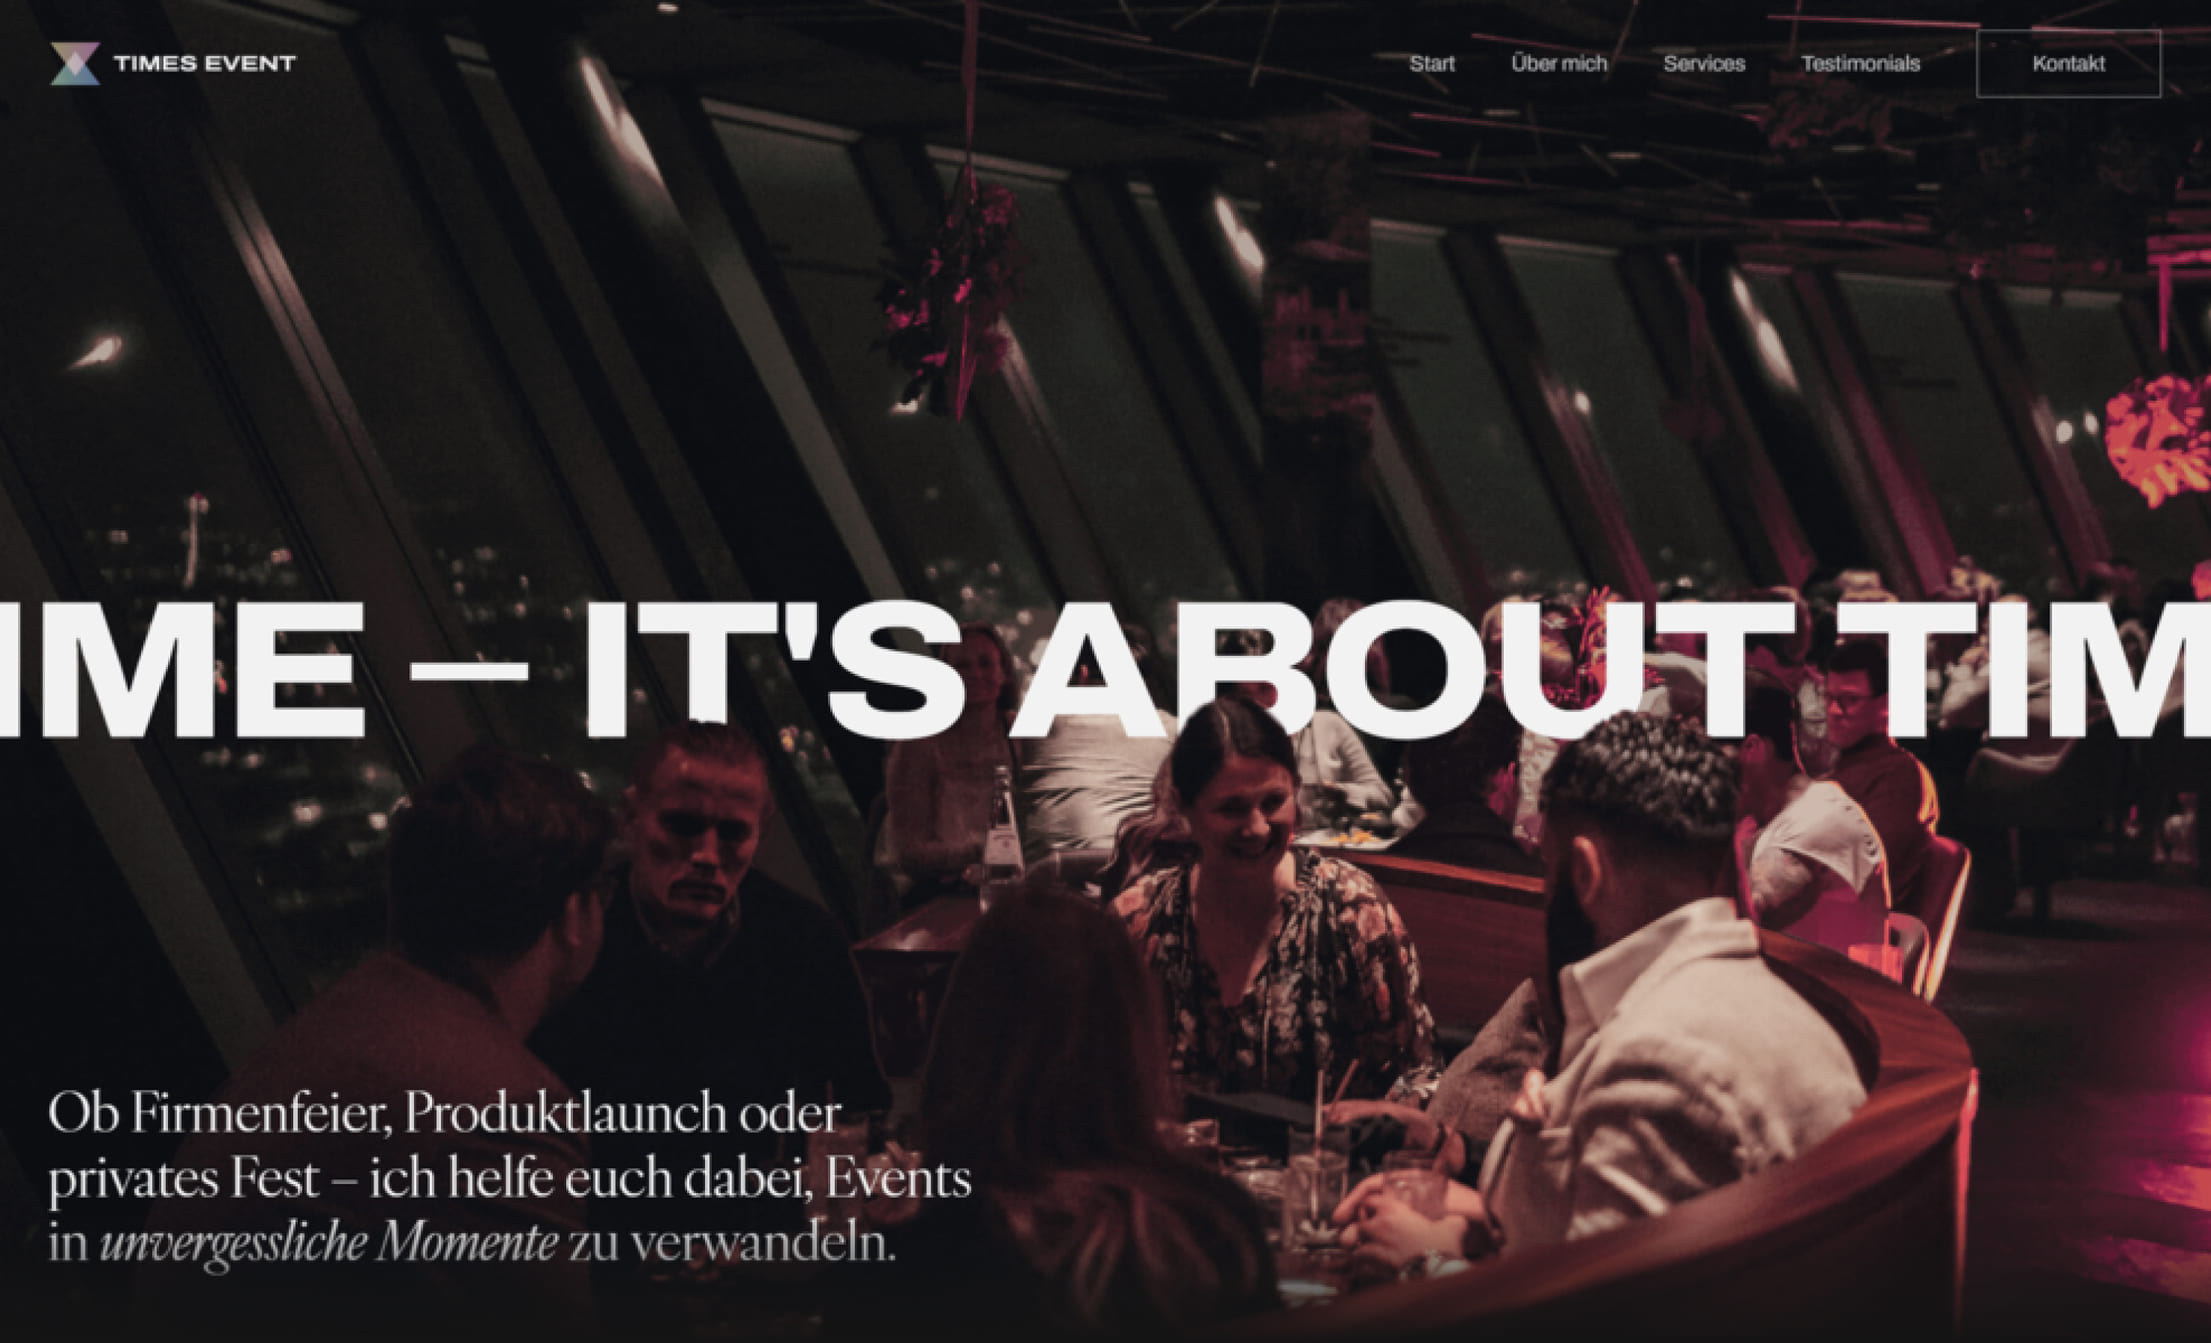 TIMES EVENT
Start
Über mich
Services
Testimonials
Kontakt
IME – IT'S ABOUT TIM
Ob Firmenfeier, Produktlaunch oder
privates Fest – ich helfe euch dabei, Events
in unvergessliche Momente zu verwandeln.